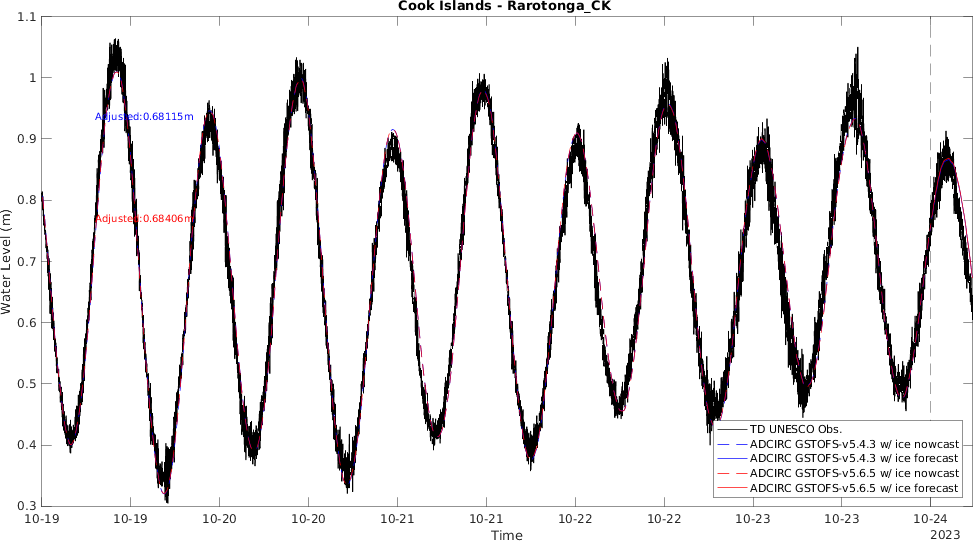 Cook Islands - Rarotonga_CK
1.1
1
0.9
0.8
0.7
0.6
0.5
0.4
0.3
Water Level (m)
Adjusted:0.68115m
Adjusted:0.68406m
TD UNESCO Obs.
ADCIRC GSTOFS-v5.4.3 w/ ice nowcast
ADCIRC GSTOFS-v5.4.3 w/ ice forecast
ADCIRC GSTOFS-v5.6.5 w/ ice nowcast
ADCIRC GSTOFS-v5.6.5 w/ ice forecast
10-19 10-19 10-20 10-20 10-21 10-21 10-22 10-22 10-23 10-23 10-24
Time 2023